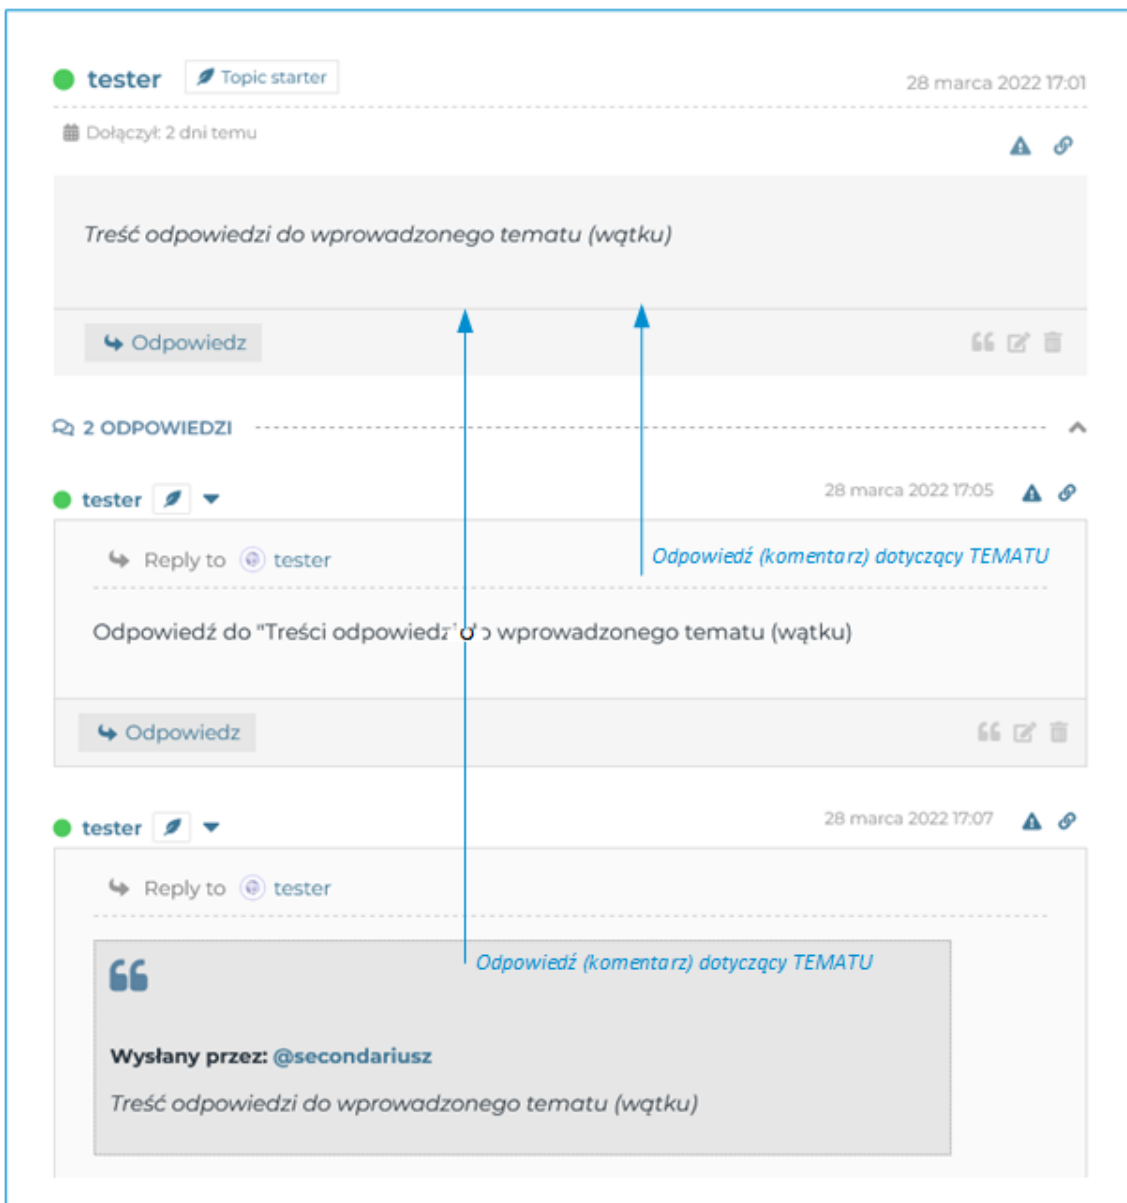 tester Topic starter 28 marca 2022 17:01
Dołączył: 2 dni temu
Treść odpowiedzi do wprowadzonego tematu (wątku)
Odpowiedz
2 ODPOWIEDZI
tester 28 marca 2022 17:05
Reply to tester Odpowiedź (komentarz) dotyczący TEMATU
Odpowiedź do "Treści wprowadzonego tematu (wątku)
Odpowiedz
tester 28 marca 2022 17:07
Reply to tester
Odpowiedź (komentarz) dotyczący TEMATU
Wysłany przez: @secondariusz
Treść odpowiedzi do wprowadzonego tematu (wątku)